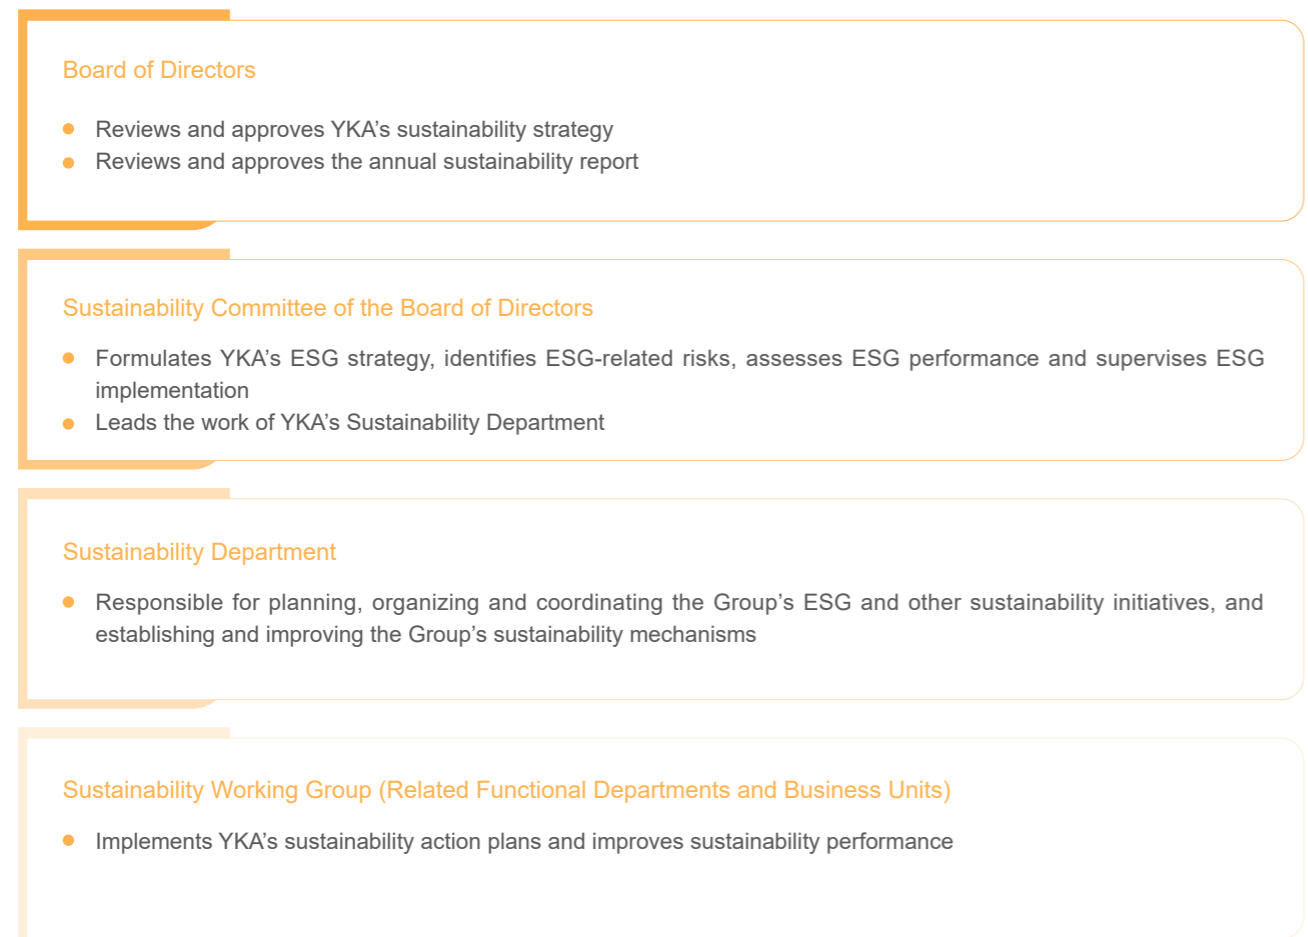 Board of Directors
Reviews and approves YKA’s sustainability strategy
Reviews and approves the annual sustainability report
Sustainability Committee of the Board of Directors
Formulates YKA’s ESG strategy, identifies ESG-related risks, assesses ESG performance and supervises ESG
implementation
Leads the work of YKA’s Sustainability Department
Sustainability Department
Responsible for planning, organizing and coordinating the Group’s ESG and other sustainability initiatives, and
establishing and improving the Group’s sustainability mechanisms
Sustainability Working Group (Related Functional Departments and Business Units)
Implements YKA’s sustainability action plans and improves sustainability performance